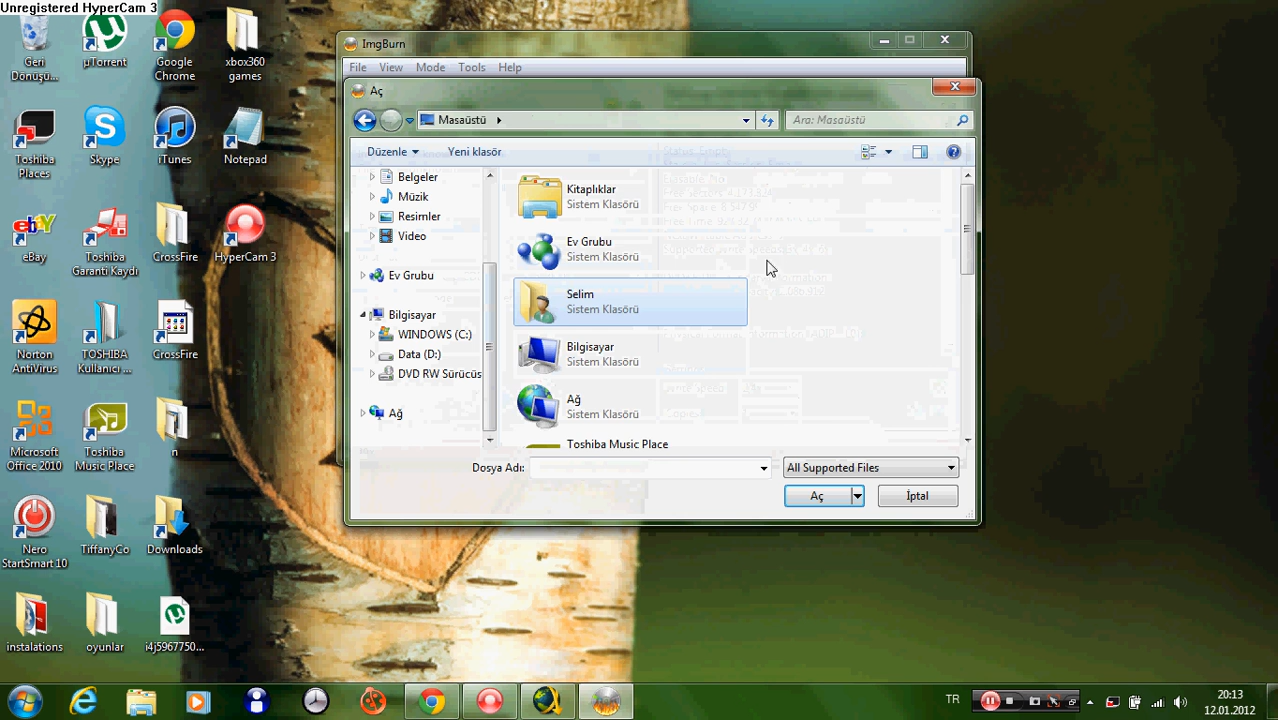 Unregistered HyperCam 3
Geri
Dönüşü...
µTorrent
Google
Chrome
xbox360
games
Toshiba
Places
Skype
iTunes
Notepad
eBay
Toshiba
Garanti Kaydı
CrossFire
HyperCam 3
Norton
AntiVirus
TOSHIBA
Kullanıcı ...
CrossFire
Microsoft
Office 2010
Toshiba
Music Place
n
Nero
StartSmart 10
TiffanyCo
Downloads
instalations
oyunlar
i4j5967750...
ImgBurn
File View Mode Tools Help
Aç
Masaüstü
Ara: Masaüstü
Düzenle
Yeni klasör
Belgeler
Müzik
Resimler
Video
Ev Grubu
Bilgisayar
WINDOWS (C:)
Data (D:)
DVD RW Sürücüs
Ağ
Kitaplıklar
Sistem Klasörü
Ev Grubu
Sistem Klasörü
Selim
Sistem Klasörü
Bilgisayar
Sistem Klasörü
Ağ
Sistem Klasörü
Toshiba Music Place
Dosya Adı:
All Supported Files
Aç
İptal
TR
20:13
12.01.2012